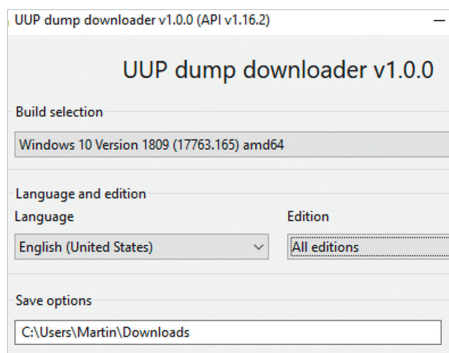 UUP dump downloader v1.0.0 (API v1.16.2)
UUP dump downloader v1.0.0
Build selection
Windows 10 Version 1809 (17763.165) amd64
Language and edition
Language Edition
English (United States) All editions
Save options
C:\Users\Martin\Downloads